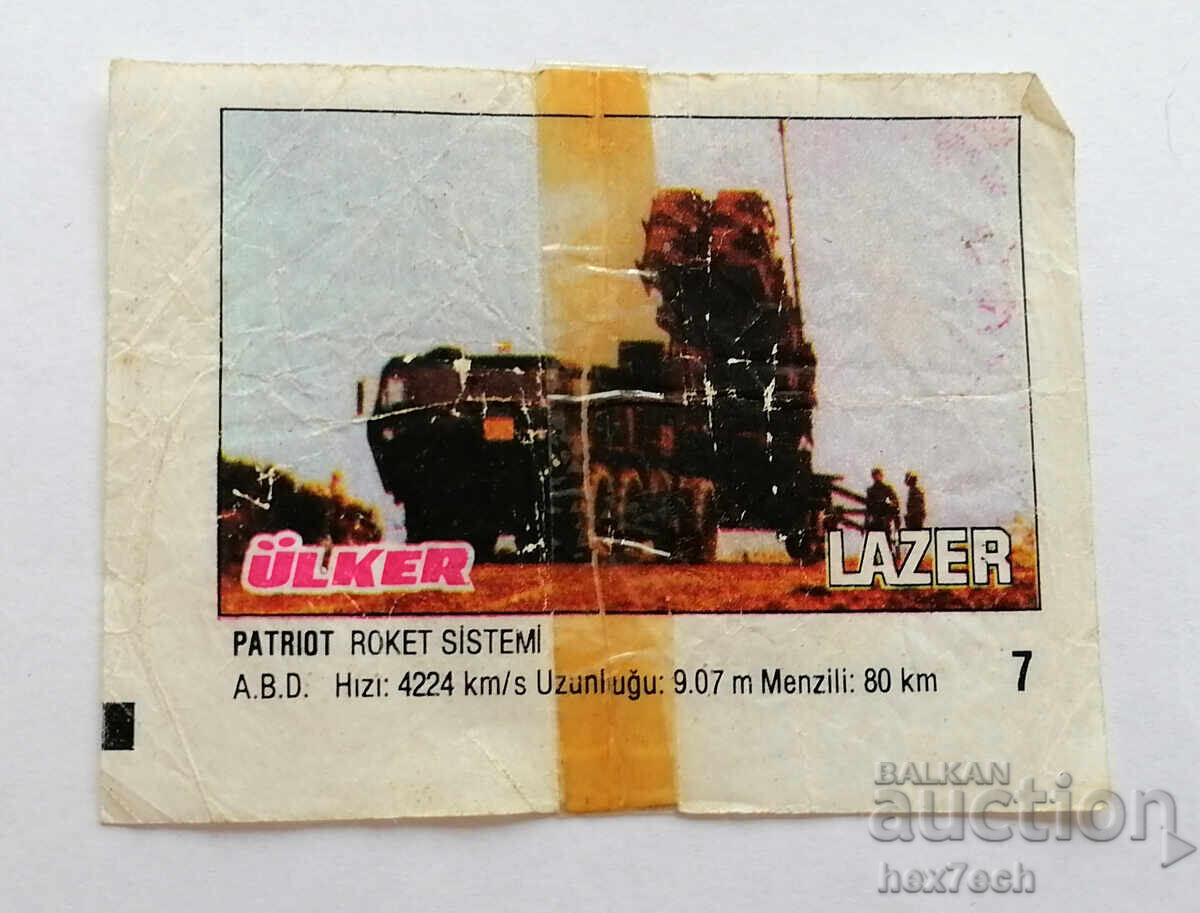 ÜLKER
LAZER
PATRIOT ROKET SİSTEMİ
A.B.D. Hızı: 4224 km/s Uzunluğu: 9.07 m Menzili: 80 km
7
BALKAN
auction
hex7ech